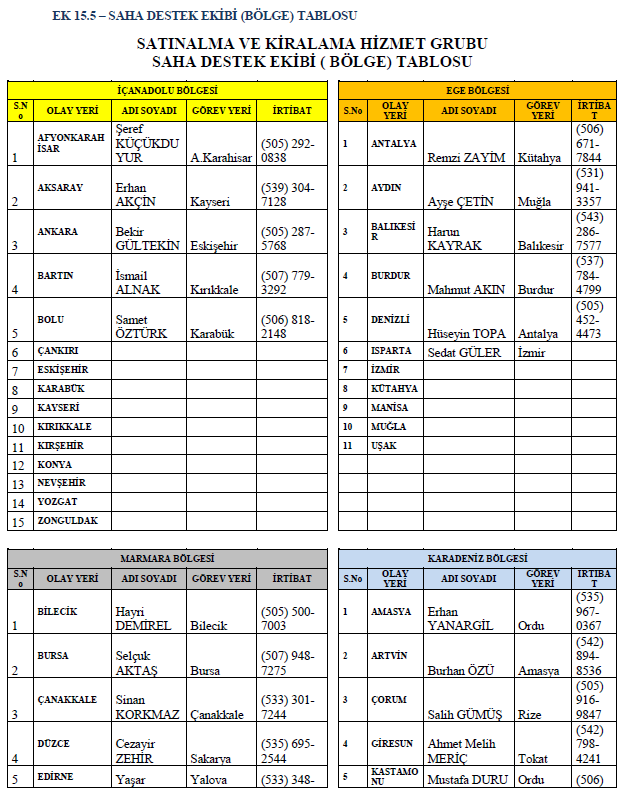 EK 15.5 – SAHA DESTEK EKİBİ (BÖLGE) TABLOSU
SATINALMA VE KİRALAMA HİZMET GRUBU
SAHA DESTEK EKİBİ ( BÖLGE) TABLOSU
İÇANADOLU BÖLGESİ
S.No OLAY YERİ ADI SOYADI GÖREV YERİ İRTİBAT
1 AFYONKARAHİSAR Şeref KÜÇÜKDUYUR A.Karahisar (505) 292-0838
2 AKSARAY Erhan AKÇİN Kayseri (539) 304-7128
3 ANKARA Bekir GÜLTEKİN Eskişehir (505) 287-5768
4 BARTIN İsmail ALNAK Kırıkkale (507) 779-3292
5 BOLU Samet ÖZTÜRK Karabük (506) 818-2148
6 ÇANKIRI
7 ESKİŞEHİR
8 KARABÜK
9 KAYSERİ
10 KIRIKKALE
11 KIRŞEHİR
12 KONYA
13 NEVŞEHİR
14 YOZGAT
15 ZONGULDAK
EGE BÖLGESİ
S.No OLAY YERİ ADI SOYADI GÖREV YERİ İRTİBAT
1 ANTALYA Remzi ZAYİM Kütahya (506) 671-7844
2 AYDIN Ayşe ÇETİN Muğla (531) 941-3357
3 BALIKESİR Harun KAYRAK Balıkesir (543) 286-7577
4 BURDUR Mahmut AKIN Burdur (537) 784-4799
5 DENİZLİ Hüseyin TOPA Antalya (505) 452-4473
6 ISPARTA Sedat GÜLER İzmir
7 İZMİR
8 KÜTAHYA
9 MANİSA
10 MUĞLA
11 UŞAK
MARMARA BÖLGESİ
S.No OLAY YERİ ADI SOYADI GÖREV YERİ İRTİBAT
1 BİLECİK Hayri DEMİREL Bilecik (505) 500-7003
2 BURSA Selçuk AKTAŞ Bursa (507) 948-7275
3 ÇANAKKALE Sinan KORKMAZ Çanakkale (533) 301-7244
4 DÜZCE Cezayir ZEHİR Sakarya (535) 695-2544
5 EDİRNE Yaşar Yalova (533) 348-
KARADENİZ BÖLGESİ
S.No OLAY YERİ ADI SOYADI GÖREV YERİ İRTİBAT
1 AMASYA Erhan YANARGİL Ordu (535) 967-0367
2 ARTVİN Burhan ÖZÜ Amasya (542) 894-8536
3 ÇORUM Salih GÜMÜŞ Rize (505) 916-9847
4 GİRESUN Ahmet Melih MERİÇ Tokat (542) 798-4241
5 KASTAMONU Mustafa DURU Ordu (506)